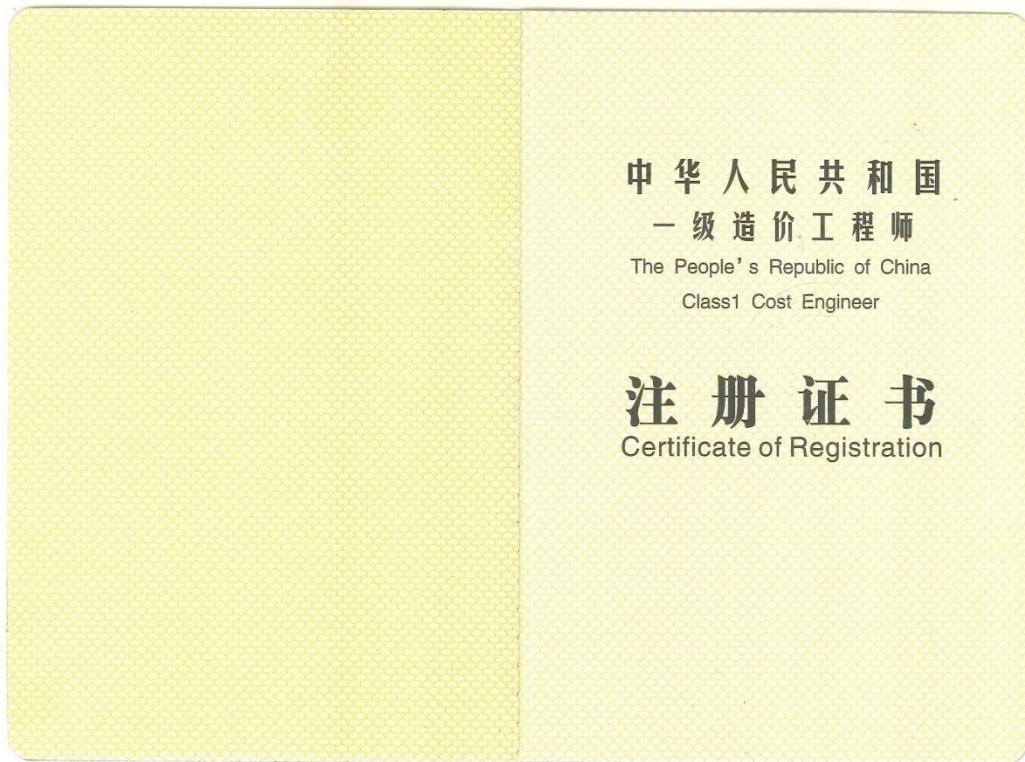 中华人民共和国
一级造价工程师
The People's Republic of China
Class1 Cost Engineer
注册证书
Certificate of Registration